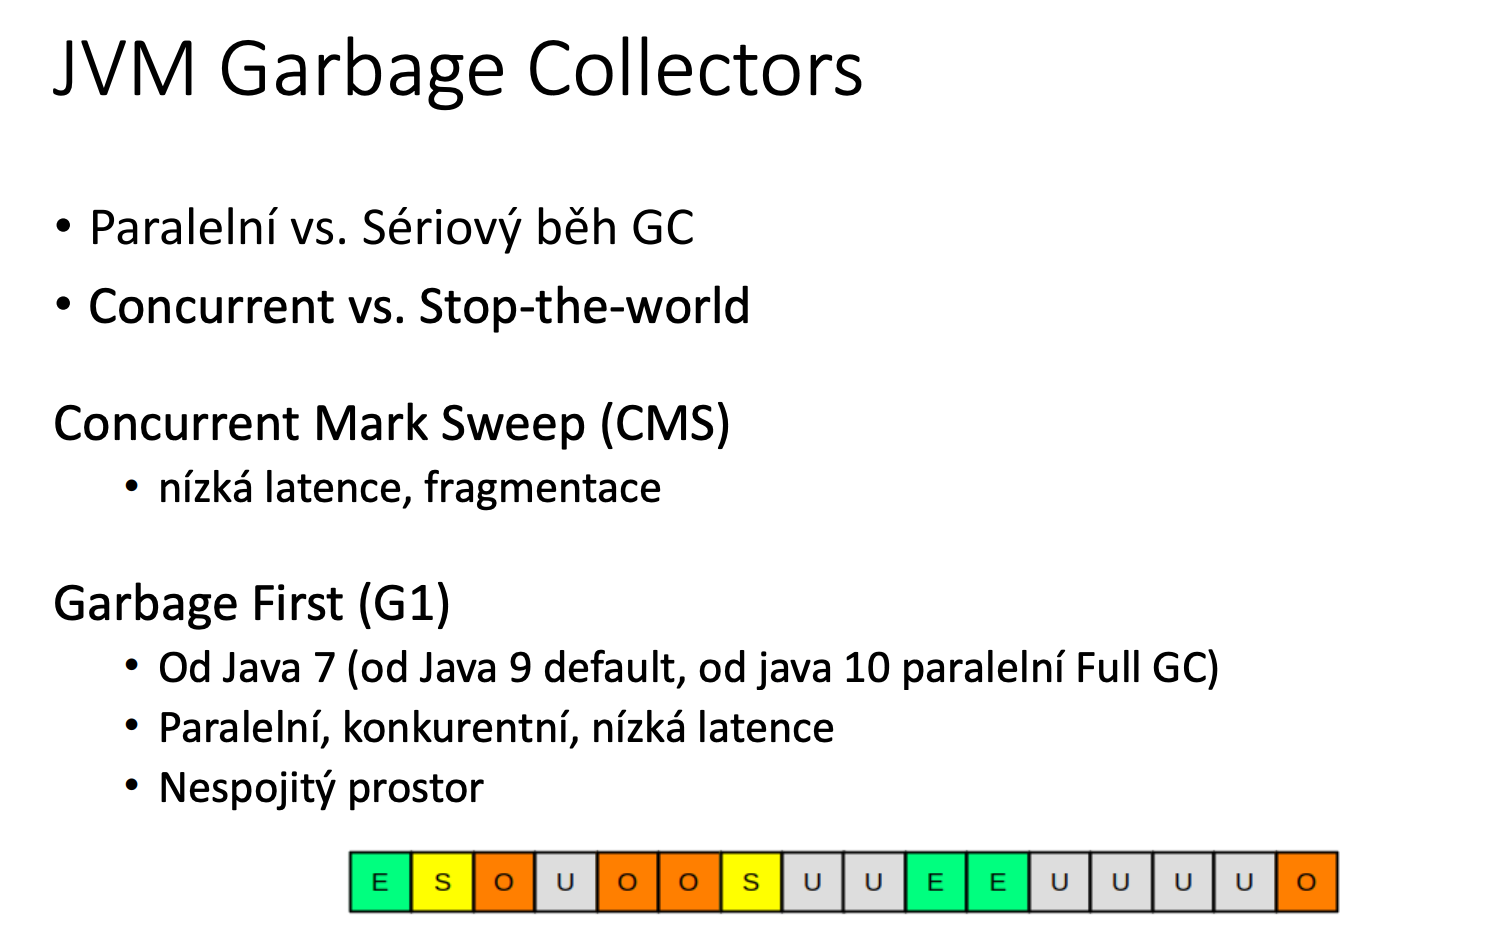 JVM Garbage Collectors
• Paralelní vs. Sériový běh GC
• Concurrent vs. Stop-the-world
Concurrent Mark Sweep (CMS)
• nízká latence, fragmentace
Garbage First (G1)
• Od Java 7 (od Java 9 default, od java 10 paralelní Full GC)
• Paralelní, konkurentní, nízká latence
• Nespojitý prostor
E S O U O O S U U E E U U U U O